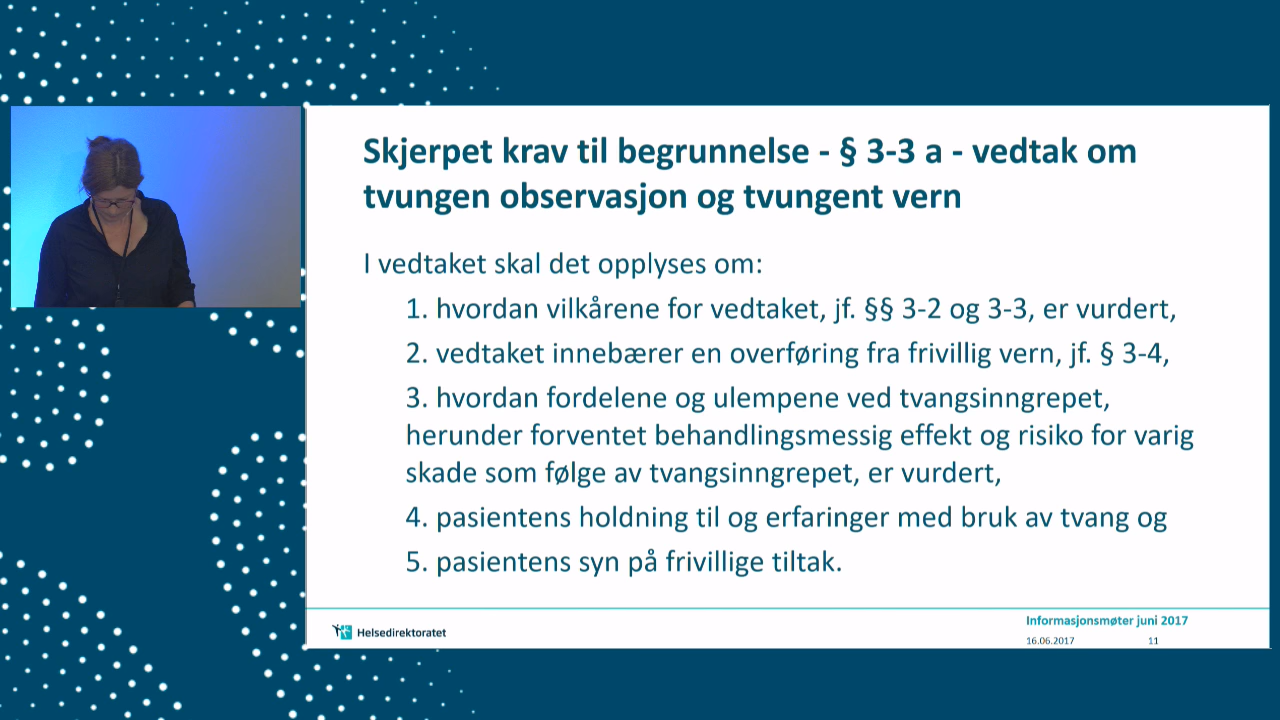 Skjerpet krav til begrunnelse - § 3-3 a - vedtak om
tvungen observasjon og tvungent vern
I vedtaket skal det opplyses om:
1. hvordan vilkårene for vedtaket, jf. §§ 3-2 og 3-3, er vurdert,
2. vedtaket innebærer en overføring fra frivillig vern, jf. § 3-4,
3. hvordan fordelene og ulempene ved tvangsinngrepet,
herunder forventet behandlingsmessig effekt og risiko for varig
skade som følge av tvangsinngrepet, er vurdert,
4. pasientens holdning til og erfaringer med bruk av tvang og
5. pasientens syn på frivillige tiltak.
Helsedirektoratet
Informasjonsmøter juni 2017
16.06.2017 11